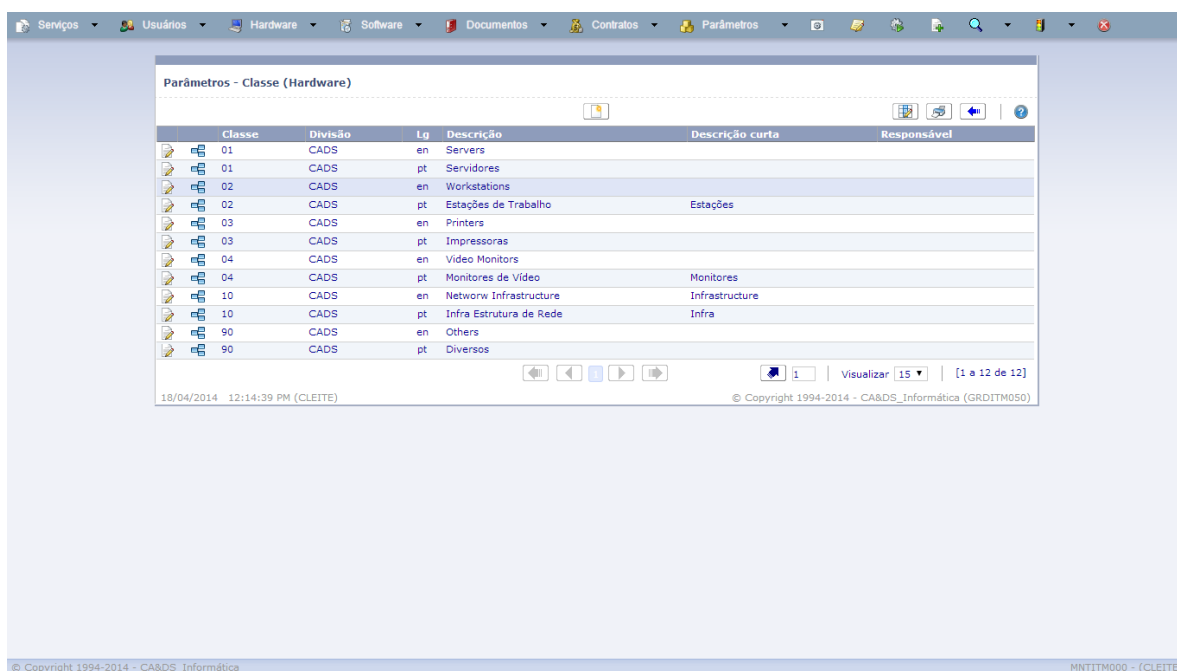 Serviços Usuários Hardware Software Documentos Contratos Parâmetros
Parâmetros - Classe (Hardware)
Classe Divisão Lg Descrição Descrição curta Responsável
01 CADS en Servers
01 CADS pt Servidores
02 CADS en Workstations
02 CADS pt Estações de Trabalho Estações
03 CADS en Printers
03 CADS pt Impressoras
04 CADS en Video Monitors
04 CADS pt Monitores de Vídeo Monitores
10 CADS en Networw Infrastructure Infrastructure
10 CADS pt Infra Estrutura de Rede Infra
90 CADS en Others
90 CADS pt Diversos
1 1 Visualizar 15 [1 a 12 de 12]
18/04/2014 12:14:39 PM (CLEITE) © Copyright 1994-2014 - CA&DS_Informática (GRDITM050)
© Copyright 1994-2014 - CA&DS_Informática MNTITM000 - (CLEITE